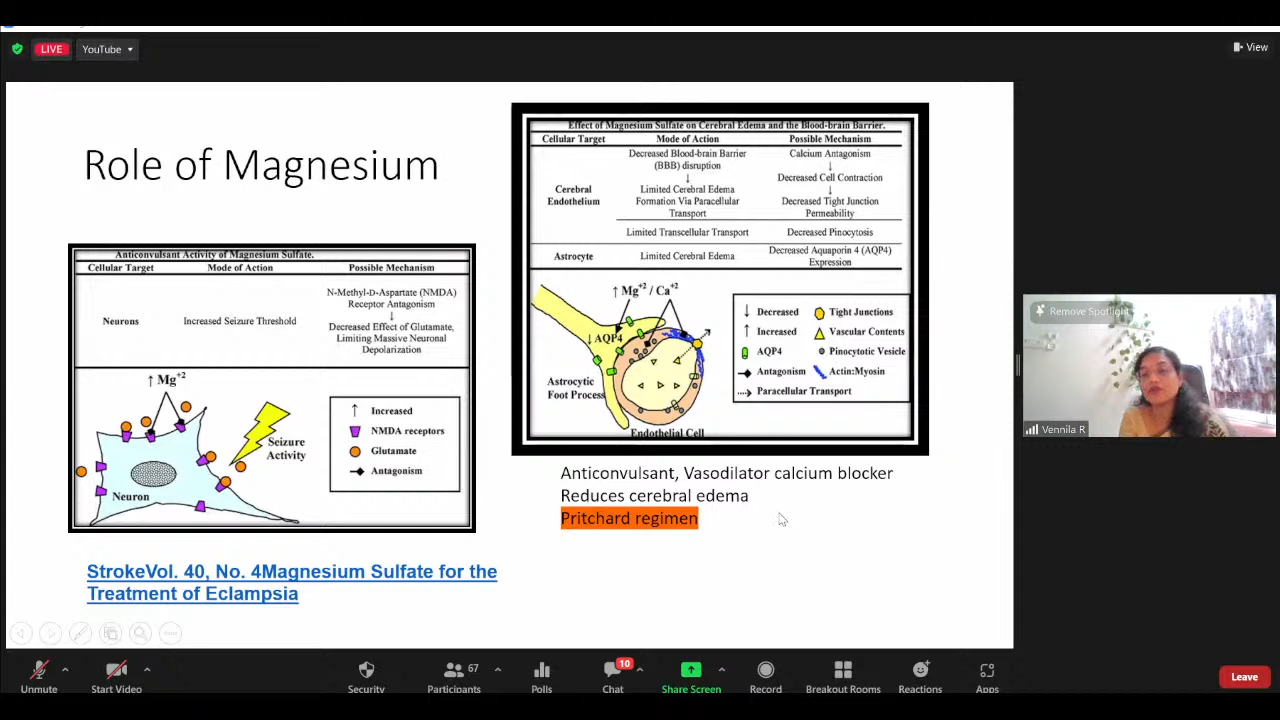 LIVE
YouTube
View
Role of Magnesium
Anticonvulsant Activity of Magnesium Sulfate.
Cellular Target Mode of Action Possible Mechanism
N-Methyl-D-Aspartate (NMDA)
Receptor Antagonism
↓
Neurons Increased Seizure Threshold
Decreased Effect of Glutamate,
Limiting Massive Neuronal
Depolarization
↑ Mg+2
Seizure
Activity
Neuron
↑ Increased
NMDA receptors
Glutamate
Antagonism
Effect of Magnesium Sulfate on Cerebral Edema and the Blood-brain Barrier.
Cellular Target Mode of Action Possible Mechanism
Cerebral
Endothelium
Decreased Blood-brain Barrier
(BBB) disruption
↓
Limited Cerebral Edema
Formation Via Paracellular
Transport
Calcium Antagonism
↓
Decreased Cell Contraction
↓
Decreased Tight Junction
Permeability
Limited Transcellular Transport Decreased Pinocytosis
Astrocyte Limited Cerebral Edema
Decreased Aquaporin 4 (AQP4)
Expression
↑ Mg+2 / Ca+2
↓ AQP4
Astrocytic
Foot Process
Endothelial Cell
↓ Decreased Tight Junctions
↑ Increased Vascular Contents
AQP4 Pinocytotic Vesicle
Antagonism Actin:Myosin
Paracellular Transport
Anticonvulsant, Vasodilator calcium blocker
Reduces cerebral edema
Pritchard regimen
StrokeVol. 40, No. 4Magnesium Sulfate for the
Treatment of Eclampsia
Remove Spotlight
Vennila R
Unmute
Start Video
Security
67
Participants
Polls
10
Chat
Share Screen
Record
Breakout Rooms
Reactions
Apps
Leave